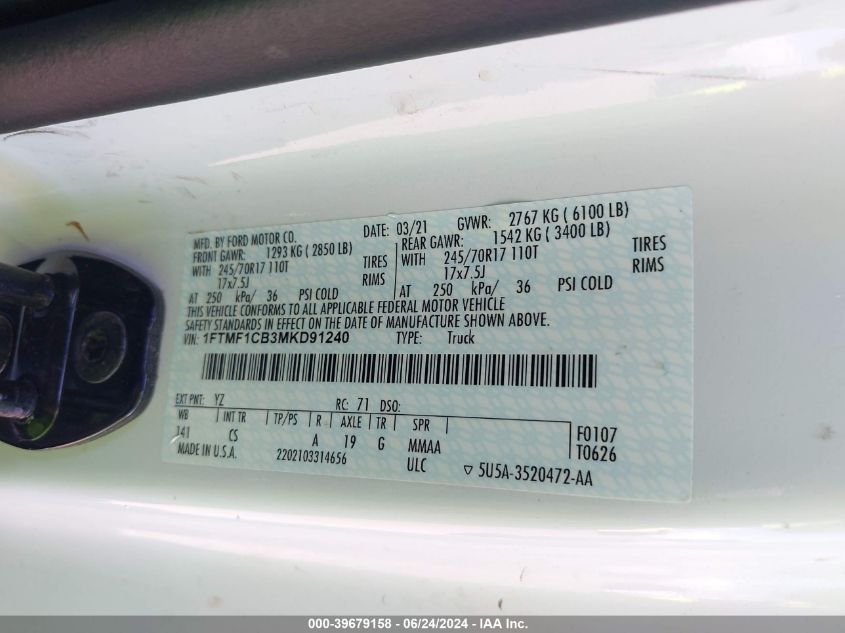 MFD. BY FORD MOTOR CO.
DATE: 03/21 GVWR: 2767 KG ( 6100 LB)
FRONT GAWR: 1293 KG ( 2850 LB)
WITH 245/70R17 110T TIRES
17x7.5J RIMS
AT 250 kPa/ 36 PSI COLD
REAR GAWR: 1542 KG ( 3400 LB)
WITH 245/70R17 110T TIRES
17x7.5J RIMS
AT 250 kPa/ 36 PSI COLD
THIS VEHICLE CONFORMS TO ALL APPLICABLE FEDERAL MOTOR VEHICLE
SAFETY STANDARDS IN EFFECT ON THE DATE OF MANUFACTURE SHOWN ABOVE.
VIN: 1FTMF1CB3MKD91240 TYPE: Truck
EXT PNT: YZ RC: 71 DSO:
WB INT TR TP/PS R AXLE TR SPR
141 CS A 19 G MMAA
F0107
T0626
MADE IN U.S.A. 2202103314656 ULC ▽ 5U5A-3520472-AA
000-39679158 - 06/24/2024 - IAA Inc.